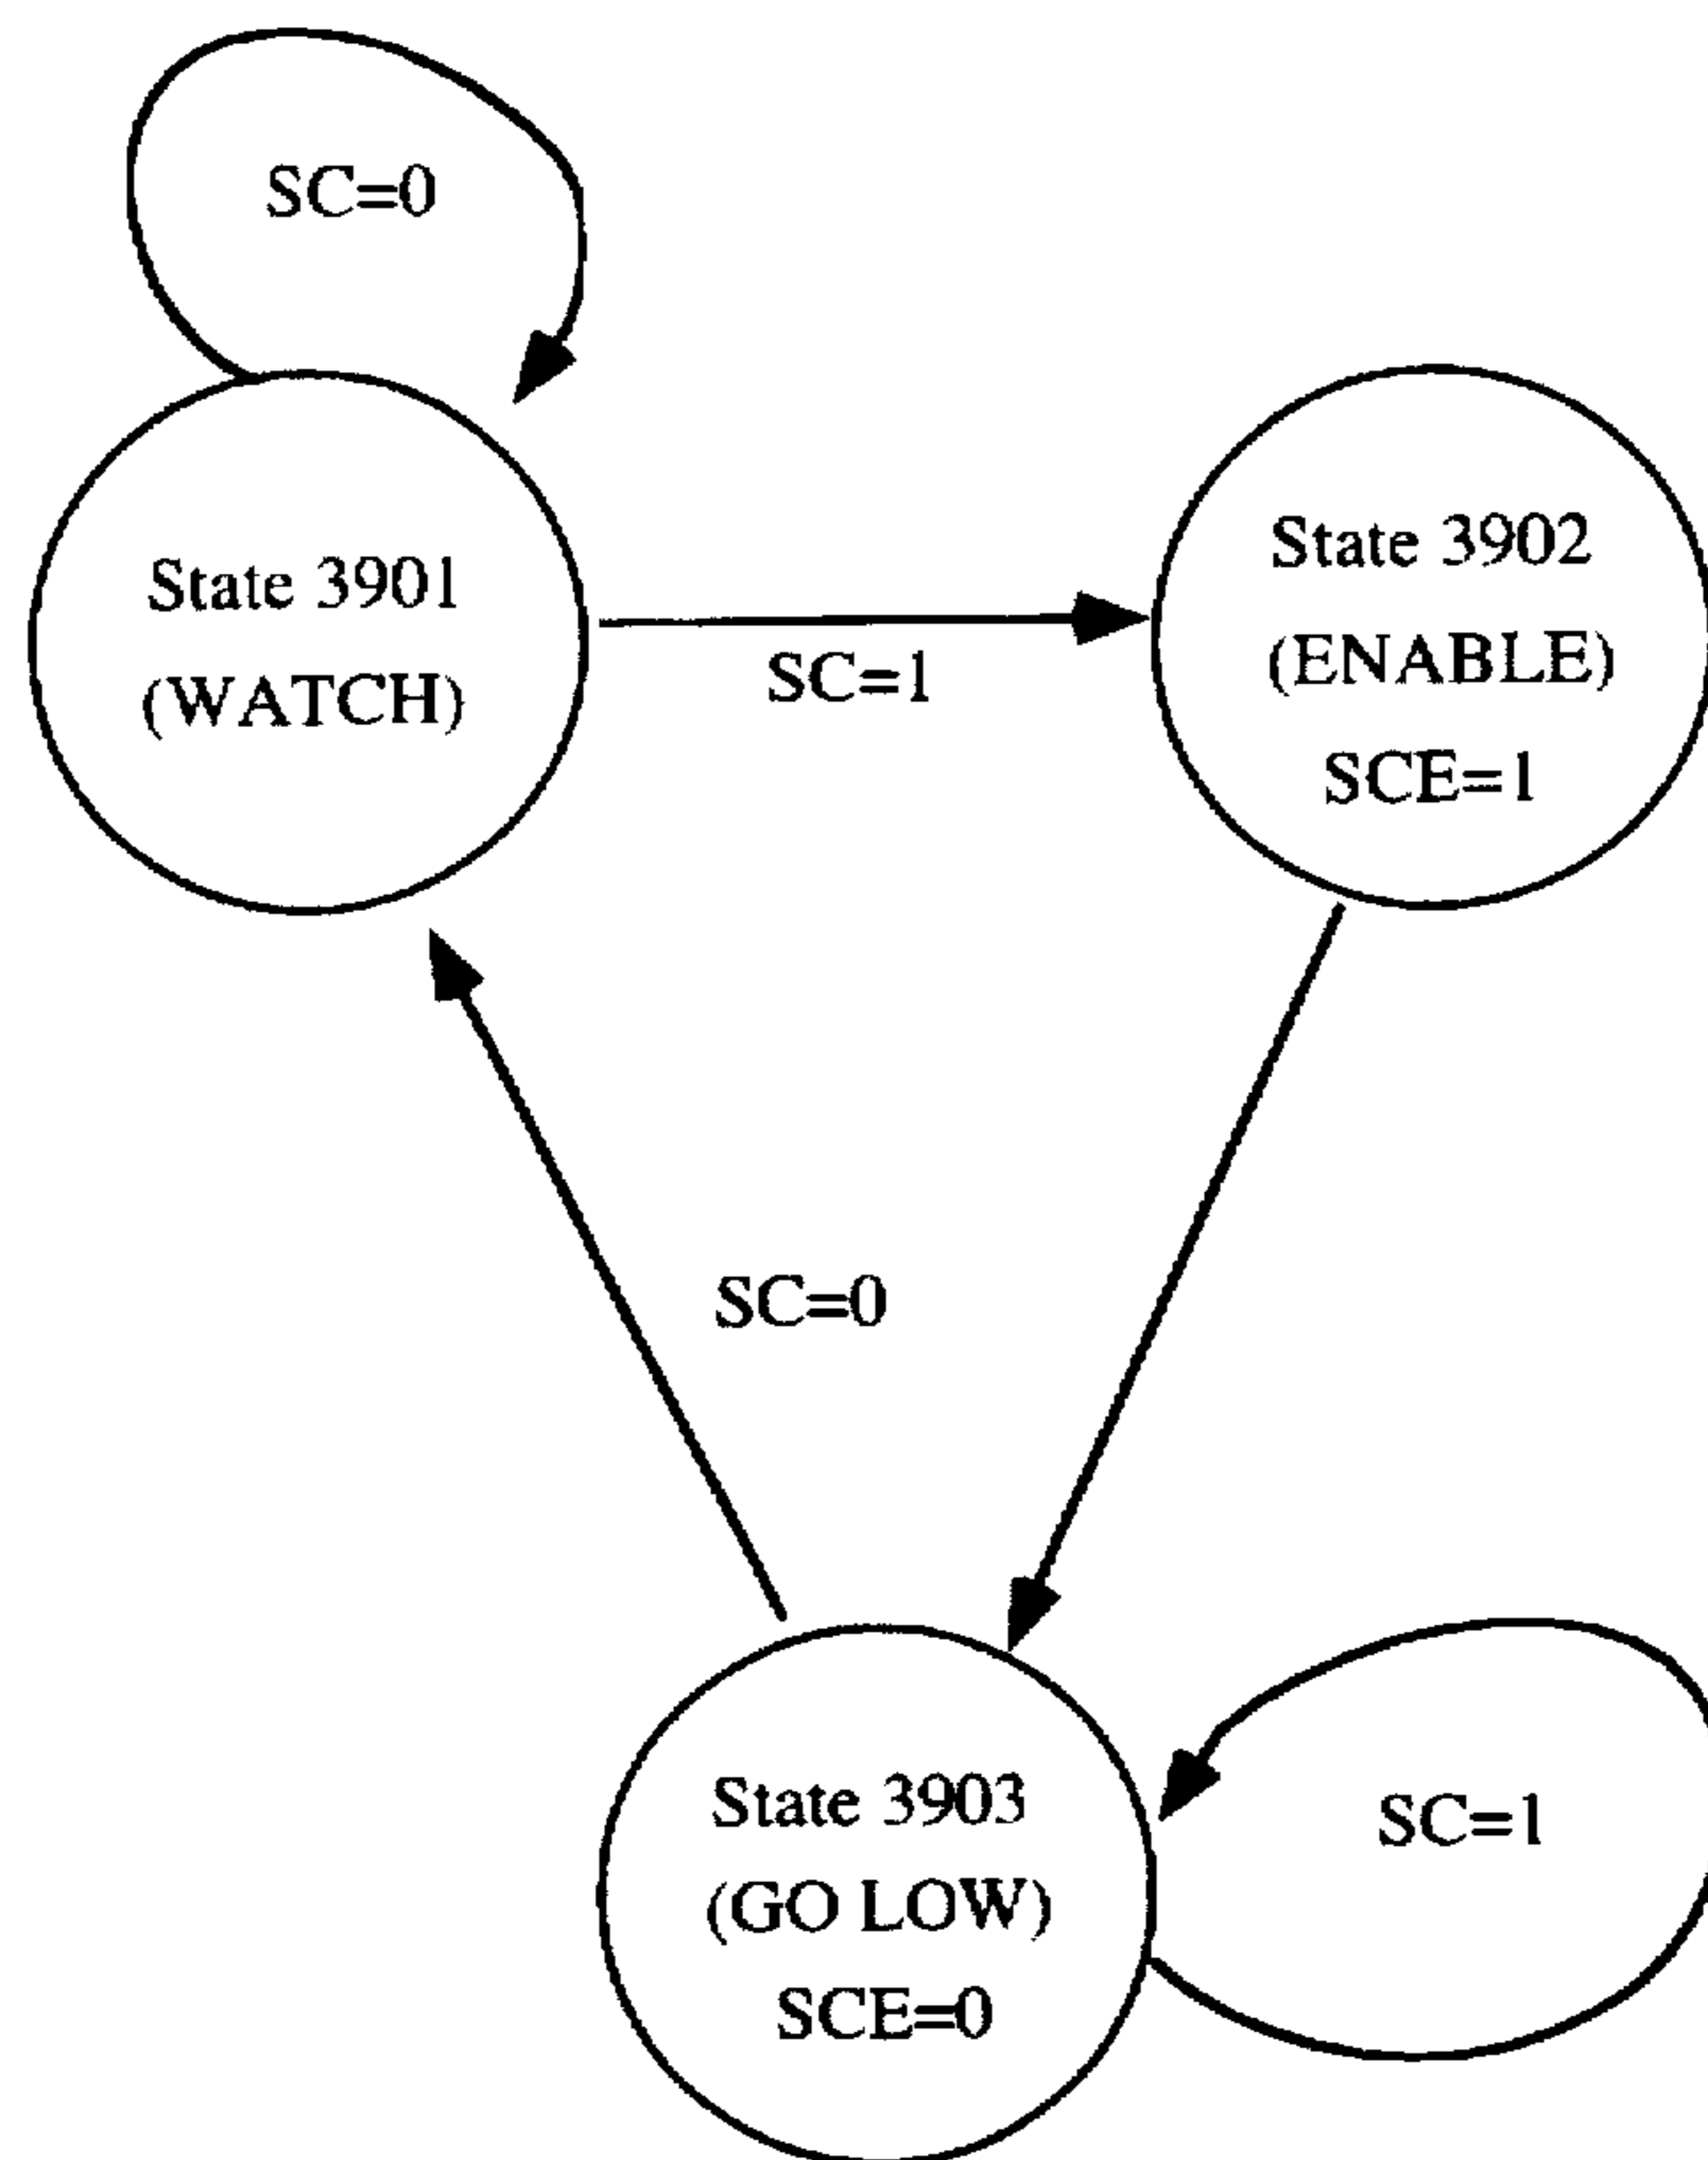 SC=0
State 3901
(WATCH)
SC=1
State 3902
(ENABLE)
SCE=1
SC=0
State 3903
(GO LOW)
SCE=0
SC=1